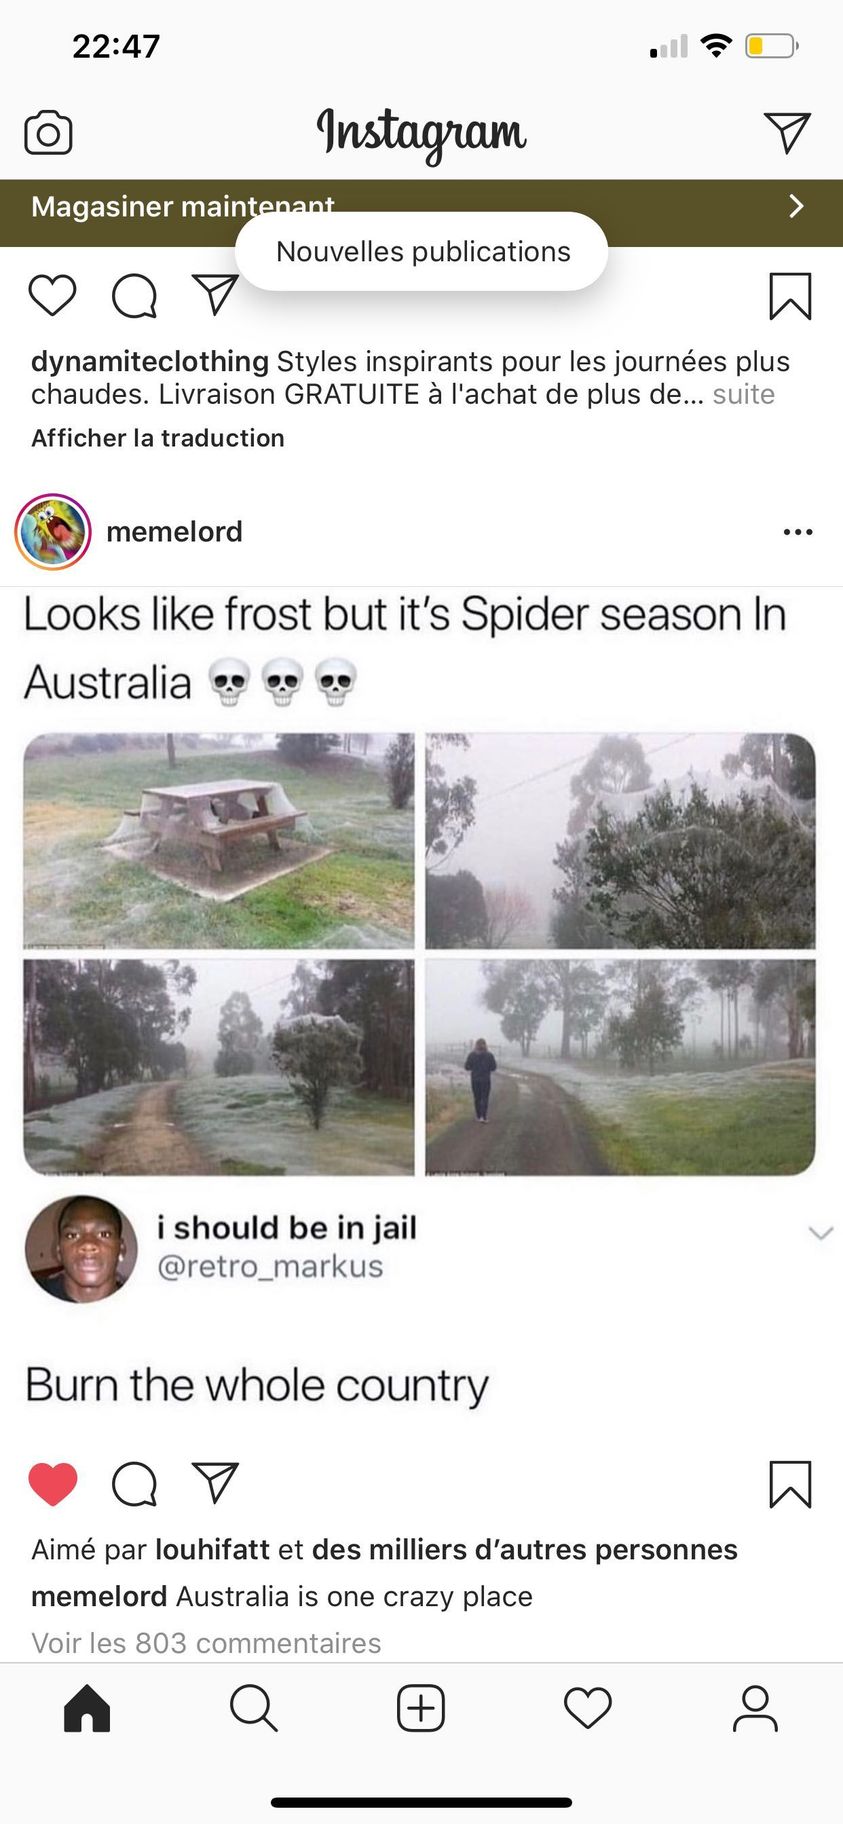 22:47
Instagram
Magasiner maintenant
Nouvelles publications
dynamiteclothing Styles inspirants pour les journées plus
chaudes. Livraison GRATUITE à l'achat de plus de... suite
Afficher la traduction
memelord
Looks like frost but it's Spider season In
Australia 💀💀💀
i should be in jail
@retro_markus
Burn the whole country
Aimé par louhifatt et des milliers d'autres personnes
memelord Australia is one crazy place
Voir les 803 commentaires